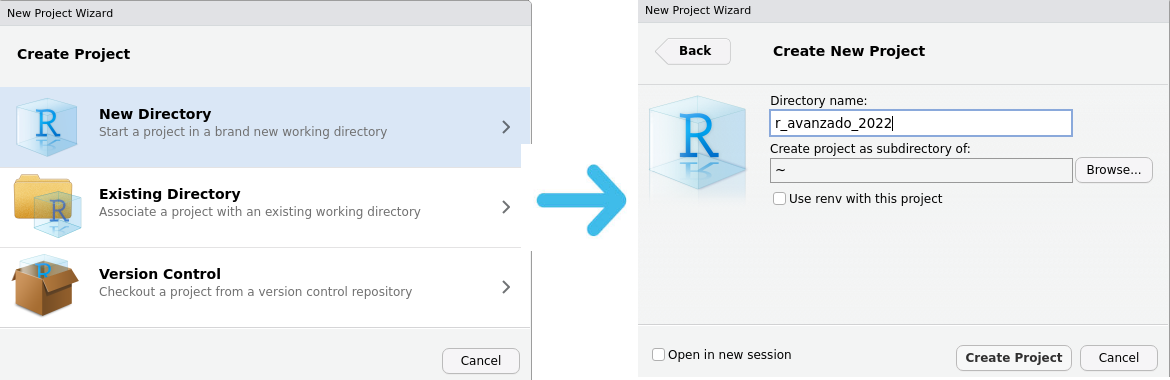 New Project Wizard
Create Project
R
New Directory
Start a project in a brand new working directory
R
Existing Directory
Associate a project with an existing working directory
R
Version Control
Checkout a project from a version control repository
Cancel
New Project Wizard
Back
Create New Project
R
Directory name:
r_avanzado_2022
Create project as subdirectory of:
~
Browse...
Use renv with this project
Open in new session
Create Project
Cancel